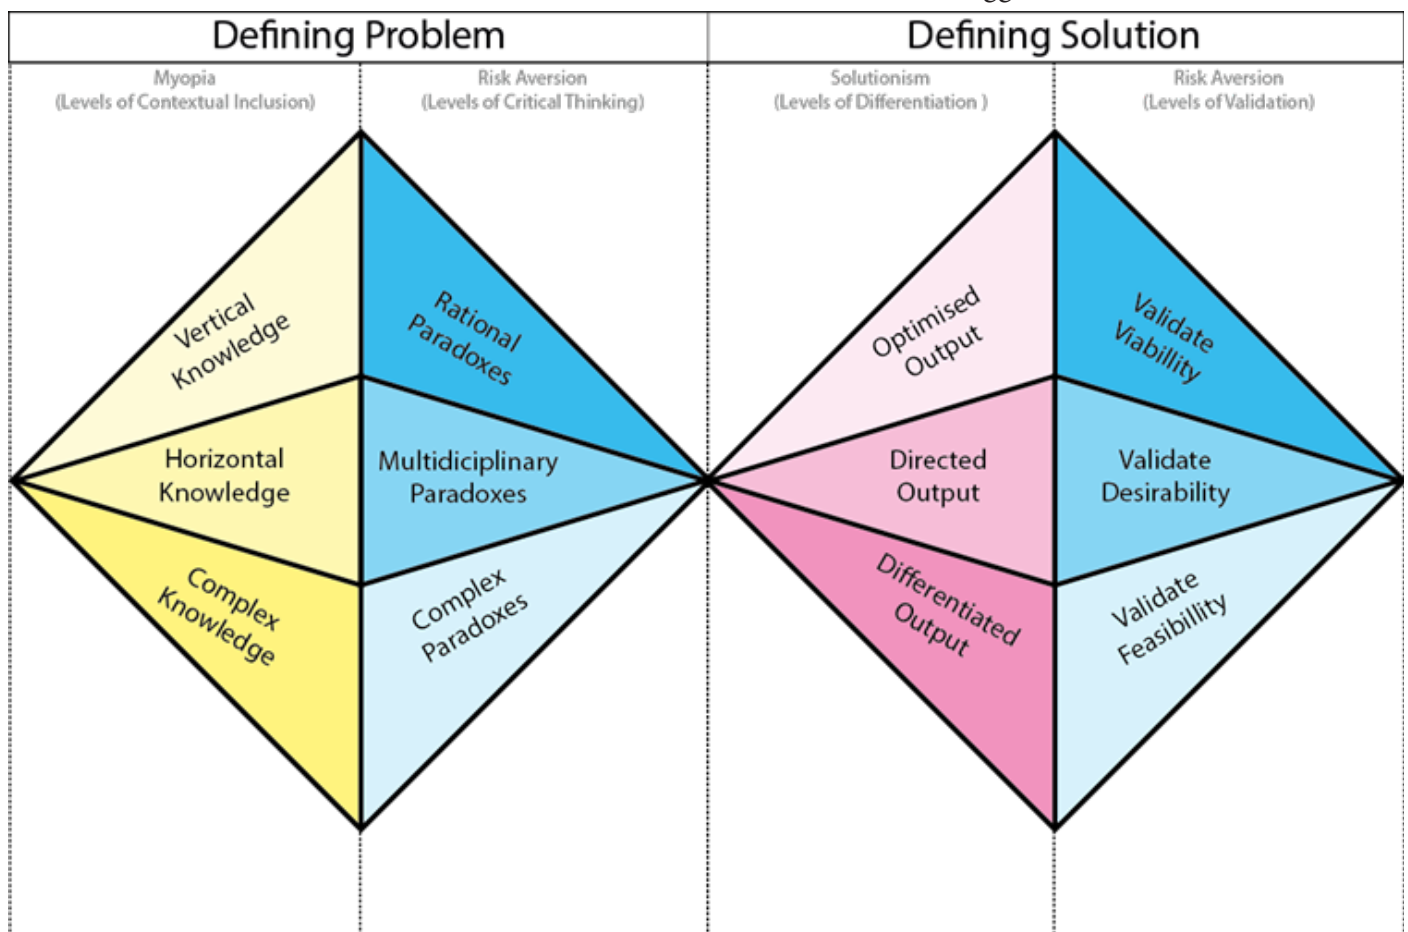 Defining Problem
Defining Solution
Myopia
(Levels of Contextual Inclusion)
Risk Aversion
(Levels of Critical Thinking)
Solutionism
(Levels of Differentiation )
Risk Aversion
(Levels of Validation)
Vertical
Knowledge
Rational
Paradoxes
Optimised
Output
Validate
Viabillity
Horizontal
Knowledge
Multidiciplinary
Paradoxes
Directed
Output
Validate
Desirability
Complex
Knowledge
Complex
Paradoxes
Differentiated
Output
Validate
Feasibillity